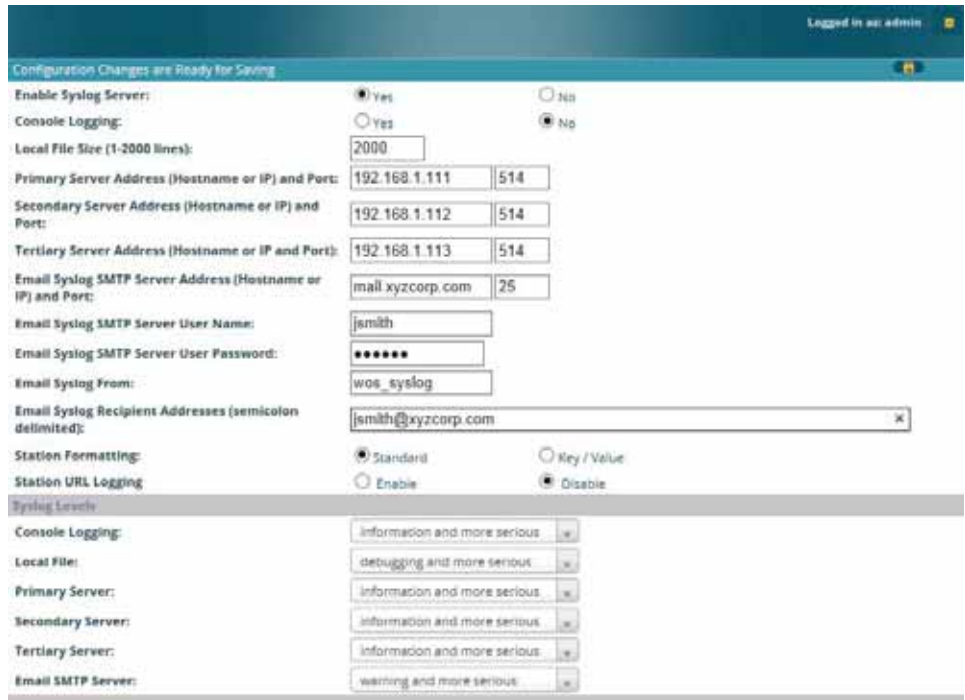 Logged in as: admin
Configuration Changes are Ready for Saving
Enable Syslog Server: Yes No
Console Logging: Yes No
Local File Size (1-2000 lines): 2000
Primary Server Address (Hostname or IP) and Port: 192.168.1.111 514
Secondary Server Address (Hostname or IP) and
Port: 192.168.1.112 514
Tertiary Server Address (Hostname or IP and Port): 192.168.1.113 514
Email Syslog SMTP Server Address (Hostname or
IP) and Port: mail.xyzcorp.com 25
Email Syslog SMTP Server User Name: jsmith
Email Syslog SMTP Server User Password: ●●●●●●
Email Syslog From: wos_syslog
Email Syslog Recipient Addresses (semicolon
delimited): jsmith@xyzcorp.com ×
Station Formatting: Standard Key / Value
Station URL Logging Enable Disable
Syslog Levels
Console Logging: information and more serious
Local File: debugging and more serious
Primary Server: information and more serious
Secondary Server: information and more serious
Tertiary Server: information and more serious
Email SMTP Server: warning and more serious